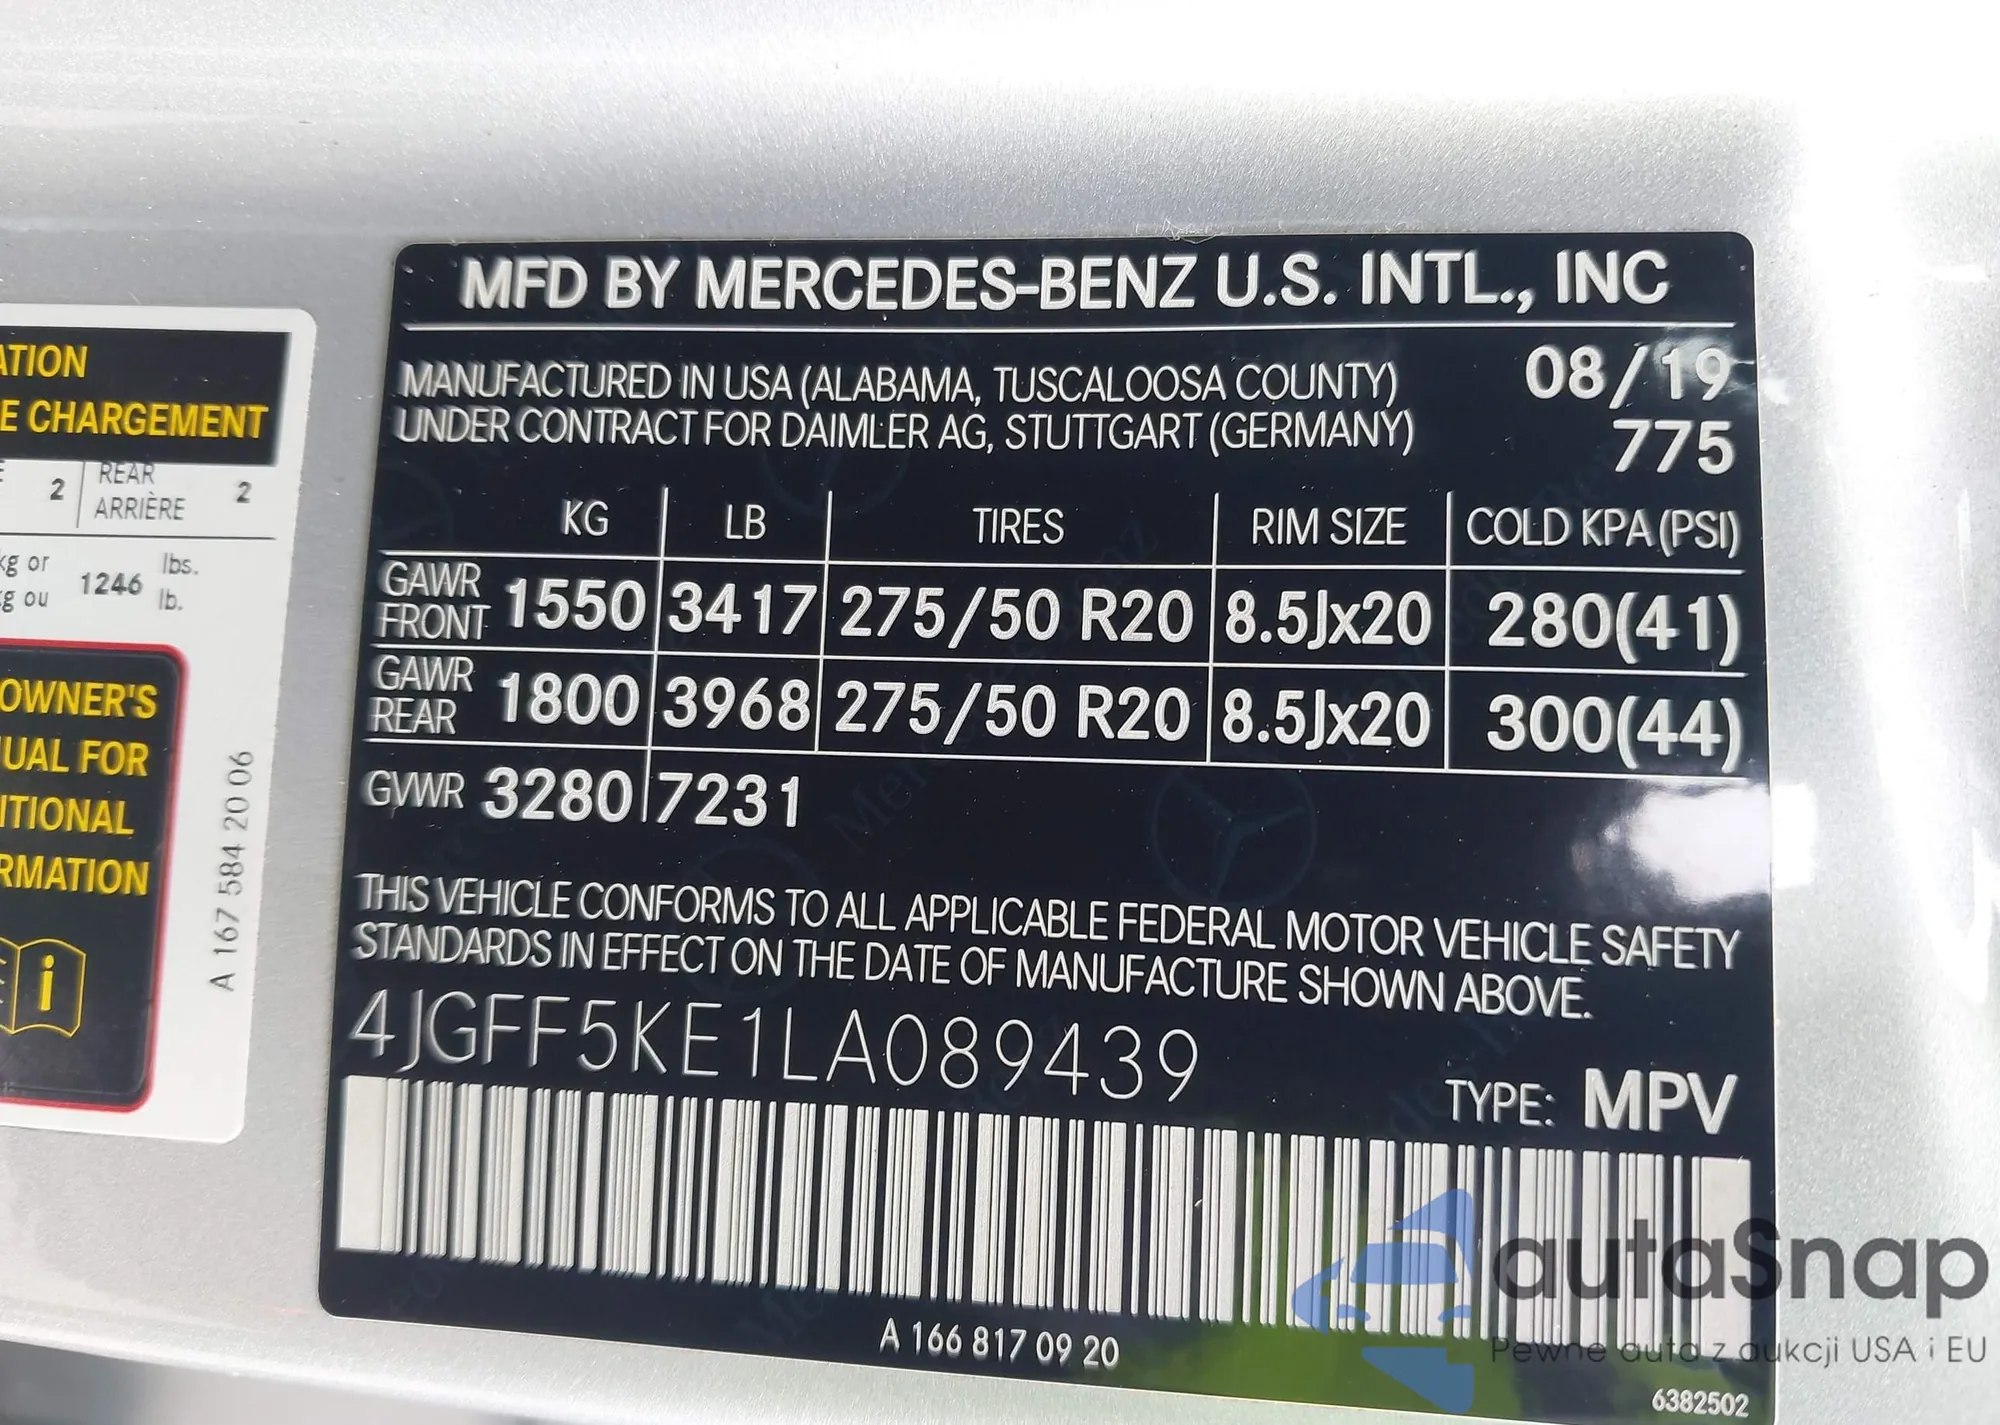 MFD BY MERCEDES-BENZ U.S. INTL., INC
MANUFACTURED IN USA (ALABAMA, TUSCALOOSA COUNTY) 08/19
UNDER CONTRACT FOR DAIMLER AG, STUTTGART (GERMANY) 775
KG LB TIRES RIM SIZE COLD KPA (PSI)
GAWR FRONT 1550 3417 275/50 R20 8.5Jx20 280(41)
GAWR REAR 1800 3968 275/50 R20 8.5Jx20 300(44)
GVWR 3280 7231
THIS VEHICLE CONFORMS TO ALL APPLICABLE FEDERAL MOTOR VEHICLE SAFETY
STANDARDS IN EFFECT ON THE DATE OF MANUFACTURE SHOWN ABOVE.
4JGFF5KE1LA089439
TYPE: MPV
A 166 817 09 20
6382502
ATION
E CHARGEMENT
2 REAR 2
ARRIÈRE
kg or 1246 lbs.
kg ou lb.
OWNER'S
UAL FOR
ITIONAL
RMATION
A 167 584 20 06
autaSnap
Pewne auta z aukcji USA i EU